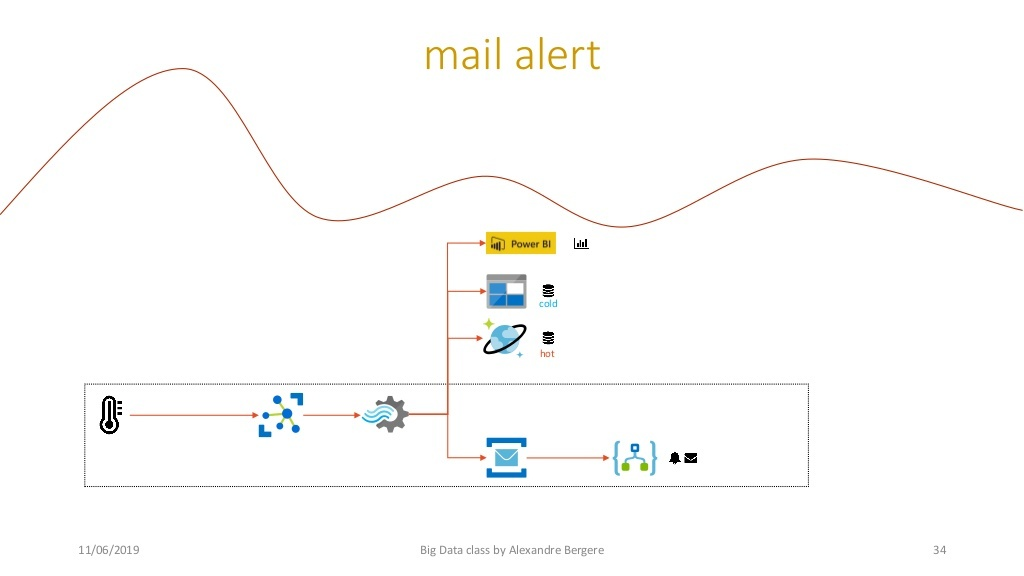 mail alert
Power BI
cold
hot
11/06/2019
Big Data class by Alexandre Bergere
34